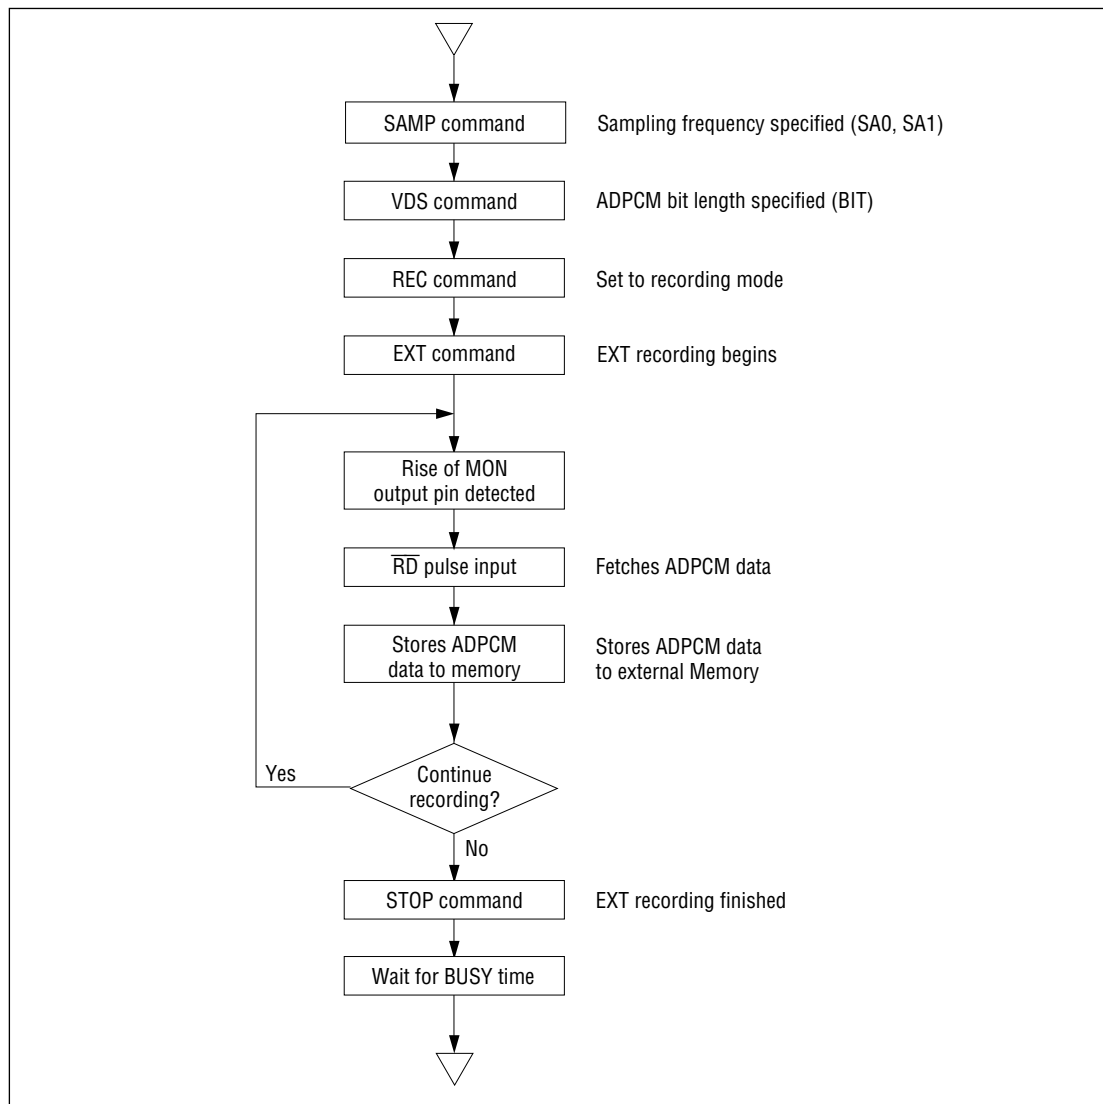 SAMP command
Sampling frequency specified (SA0, SA1)
VDS command
ADPCM bit length specified (BIT)
REC command
Set to recording mode
EXT command
EXT recording begins
Rise of MON
output pin detected
R̅D̅ pulse input
Fetches ADPCM data
Stores ADPCM
data to memory
Stores ADPCM data
to external Memory
Continue
recording?
Yes
No
STOP command
EXT recording finished
Wait for BUSY time